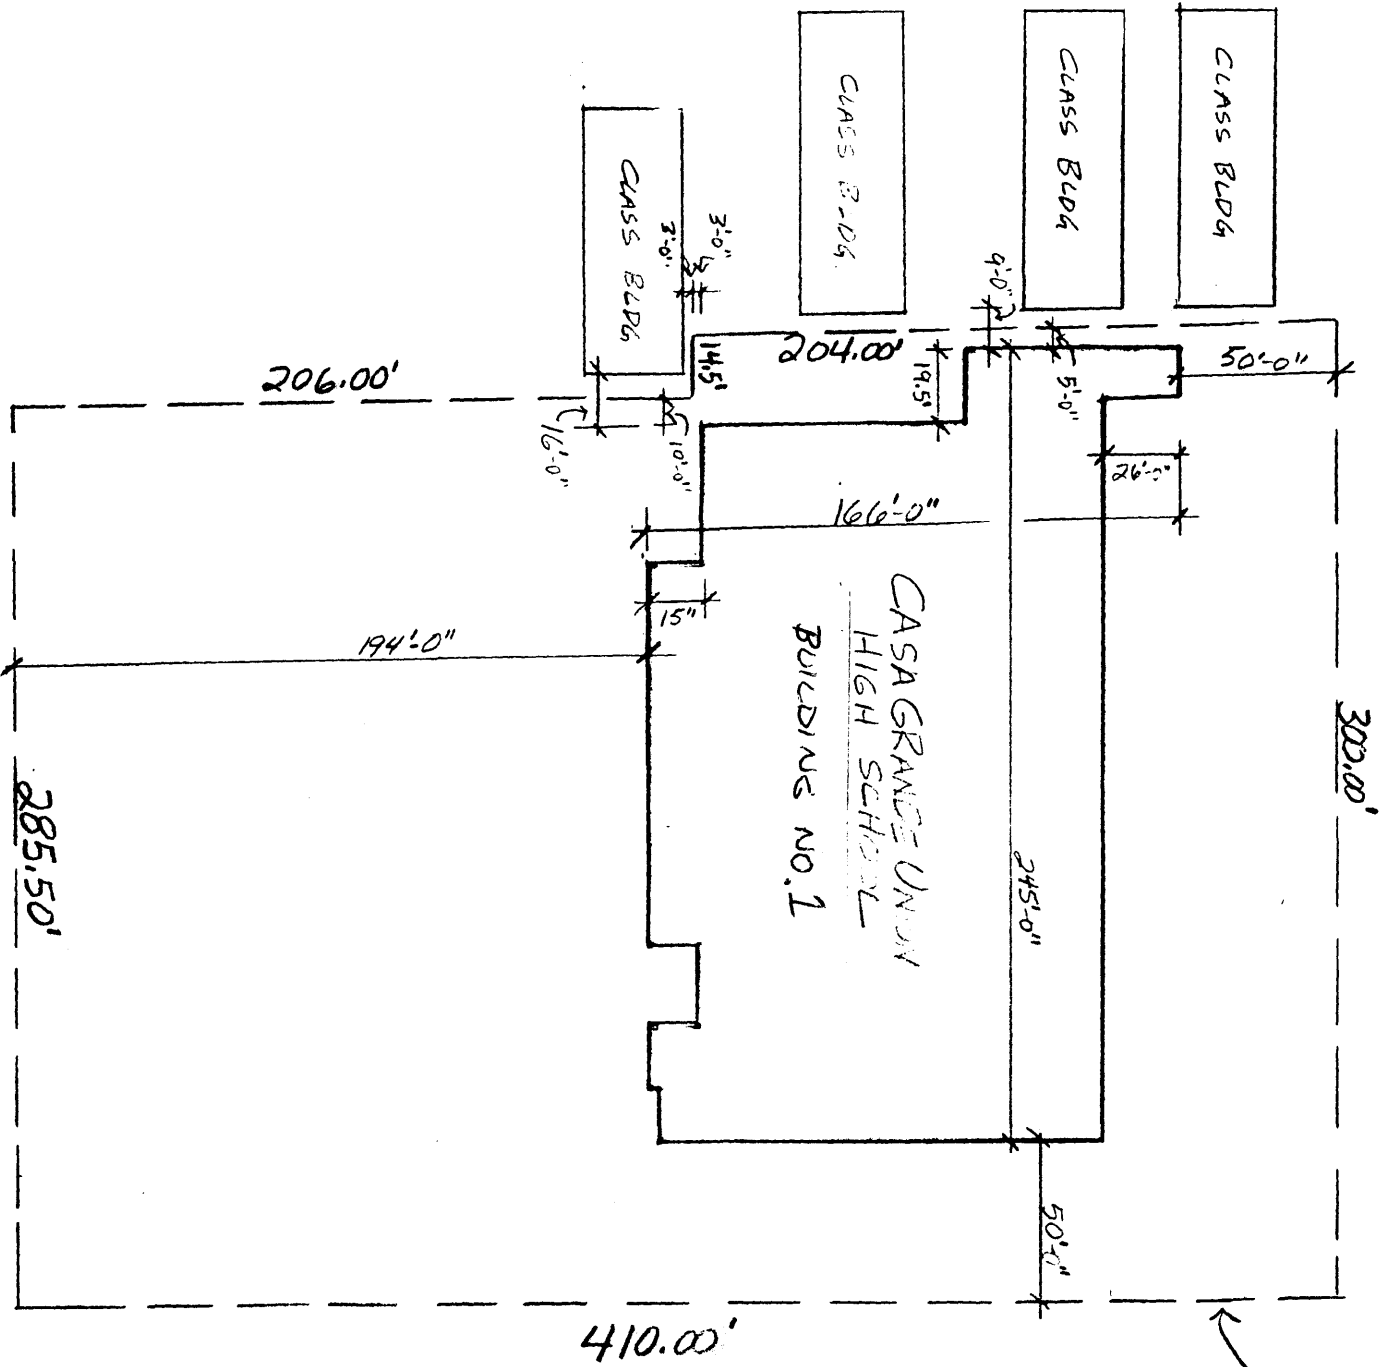 CLASS BLDG
CLASS BLDG
CLASS BLDG.
CLASS BLDG
3'-0"
3'-0"
9'-0"
206.00'
14.5'
204.00'
19.5'
5'-0"
50'-0"
16'-0"
10'-0"
26'-0"
166'-0"
15"
194'-0"
CASA GRANDE UNION
HIGH SCHOOL
BUILDING NO. 1
245'-0"
300.00'
285.50'
50'-0"
410.00'